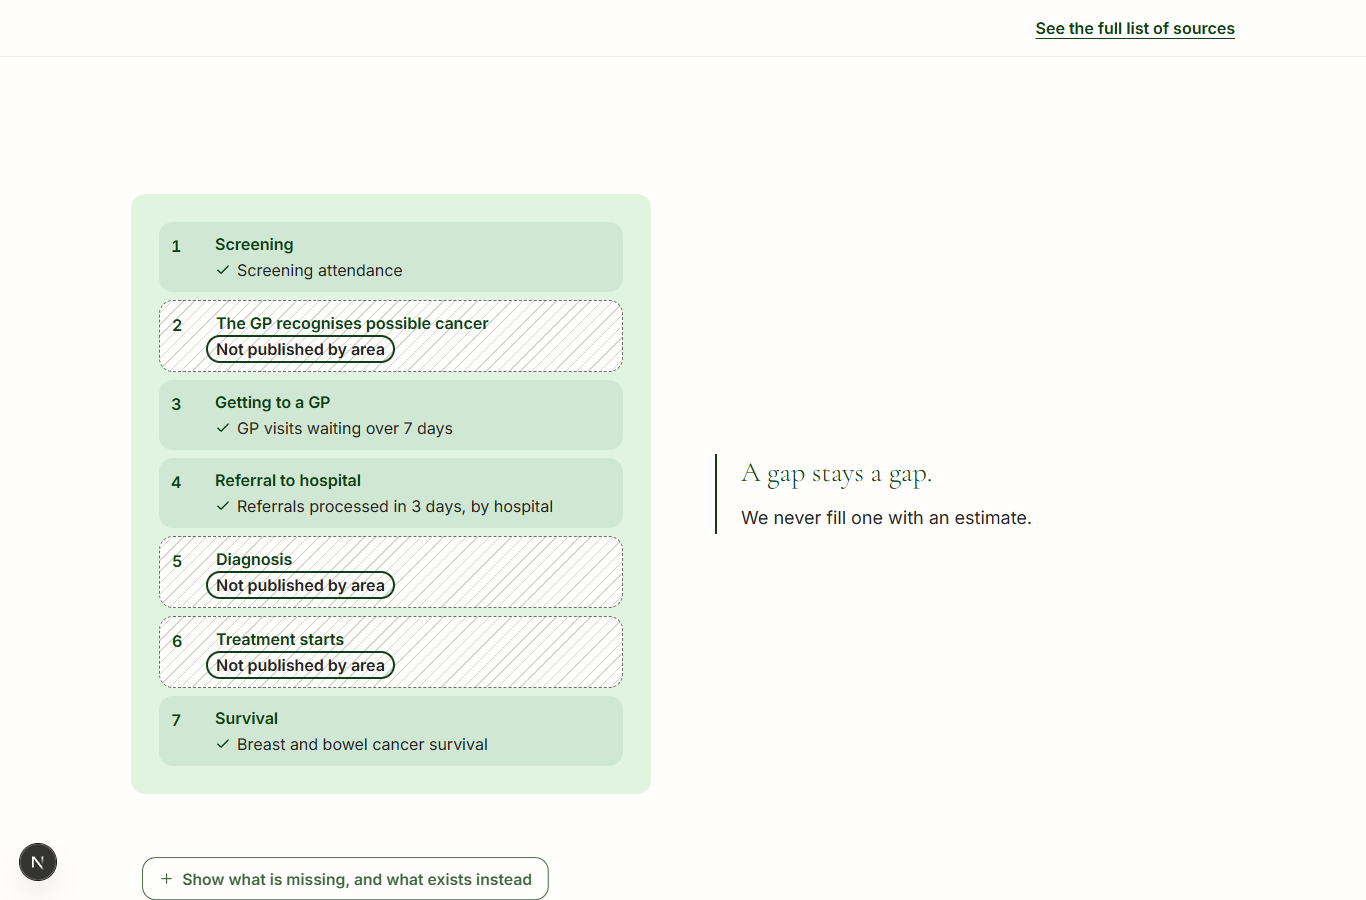 See the full list of sources
1 Screening
Screening attendance
2 The GP recognises possible cancer
Not published by area
3 Getting to a GP
GP visits waiting over 7 days
4 Referral to hospital
Referrals processed in 3 days, by hospital
5 Diagnosis
Not published by area
6 Treatment starts
Not published by area
7 Survival
Breast and bowel cancer survival
A gap stays a gap.
We never fill one with an estimate.
N
+ Show what is missing, and what exists instead